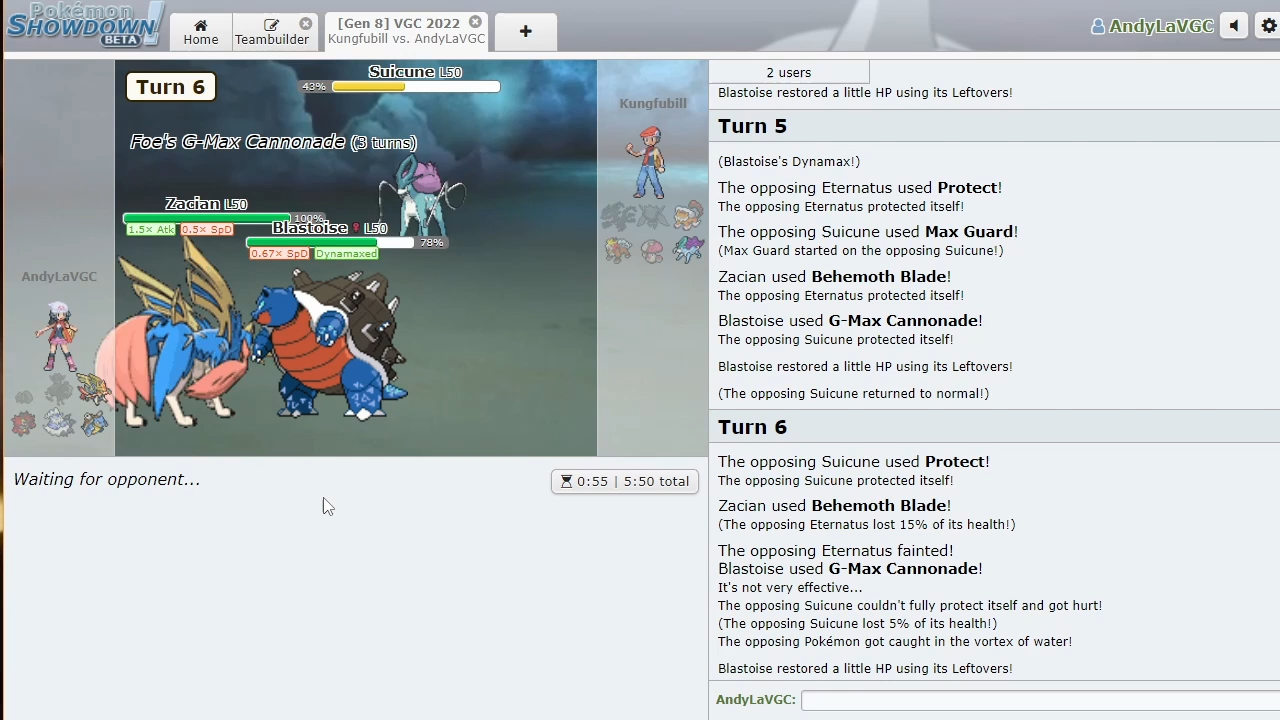 Pokémon
SHOWDOWN!
BETA
Home
Teambuilder
[Gen 8] VGC 2022
Kungfubill vs. AndyLaVGC
AndyLaVGC
2 users
Blastoise restored a little HP using its Leftovers!
Turn 5
(Blastoise's Dynamax!)
The opposing Eternatus used Protect!
The opposing Eternatus protected itself!
The opposing Suicune used Max Guard!
(Max Guard started on the opposing Suicune!)
Zacian used Behemoth Blade!
The opposing Eternatus protected itself!
Blastoise used G-Max Cannonade!
The opposing Suicune protected itself!
Blastoise restored a little HP using its Leftovers!
(The opposing Suicune returned to normal!)
Turn 6
The opposing Suicune used Protect!
The opposing Suicune protected itself!
Zacian used Behemoth Blade!
(The opposing Eternatus lost 15% of its health!)
The opposing Eternatus fainted!
Blastoise used G-Max Cannonade!
It's not very effective...
The opposing Suicune couldn't fully protect itself and got hurt!
(The opposing Suicune lost 5% of its health!)
The opposing Pokémon got caught in the vortex of water!
Blastoise restored a little HP using its Leftovers!
AndyLaVGC:
Turn 6
Suicune L50
43%
Foe's G-Max Cannonade (3 turns)
Kungfubill
Zacian L50
100%
1.5× Atk 0.5× SpD
Blastoise L50
78%
0.67× SpD Dynamaxed
AndyLaVGC
Waiting for opponent...
0:55 | 5:50 total